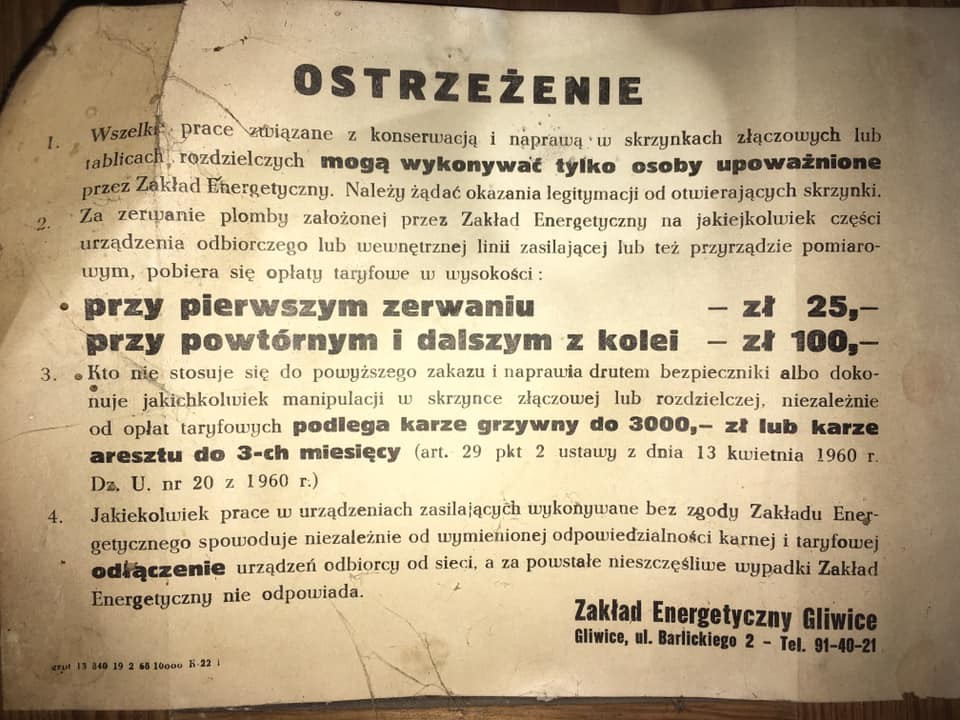 OSTRZEŻENIE
1. Wszelkie prace związane z konserwacją i naprawą w skrzynkach złączowych lub
tablicach rozdzielczych mogą wykonywać tylko osoby upoważnione
przez Zakład Energetyczny. Należy żądać okazania legitymacji od otwierających skrzynki.
2. Za zerwanie plomby założonej przez Zakład Energetyczny na jakiejkolwiek części
urządzenia odbiorczego lub wewnętrznej linii zasilającej lub też przyrządzie pomiaro-
wym, pobiera się opłaty taryfowe w wysokości:
przy pierwszym zerwaniu – zł 25,–
przy powtórnym i dalszym z kolei – zł 100,–
3. Kto nie stosuje się do powyższego zakazu i naprawia drutem bezpieczniki albo doko-
nuje jakichkolwiek manipulacji w skrzynce złączowej lub rozdzielczej, niezależnie
od opłat taryfowych podlega karze grzywny do 3000,– zł lub karze
aresztu do 3-ch miesięcy (art. 29 pkt 2 ustawy z dnia 13 kwietnia 1960 r.
Dz. U. nr 20 z 1960 r.)
4. Jakiekolwiek prace w urządzeniach zasilających wykonywane bez zgody Zakładu Ener-
getycznego spowoduje niezależnie od wymienionej odpowiedzialności karnej i taryfowej
odłączenie urządzeń odbiorcy od sieci, a za powstałe nieszczęśliwe wypadki Zakład
Energetyczny nie odpowiada.
Zakład Energetyczny Gliwice
Gliwice, ul. Barlickiego 2 – Tel. 91-40-21
13 840 19 2 66 10000 K-22